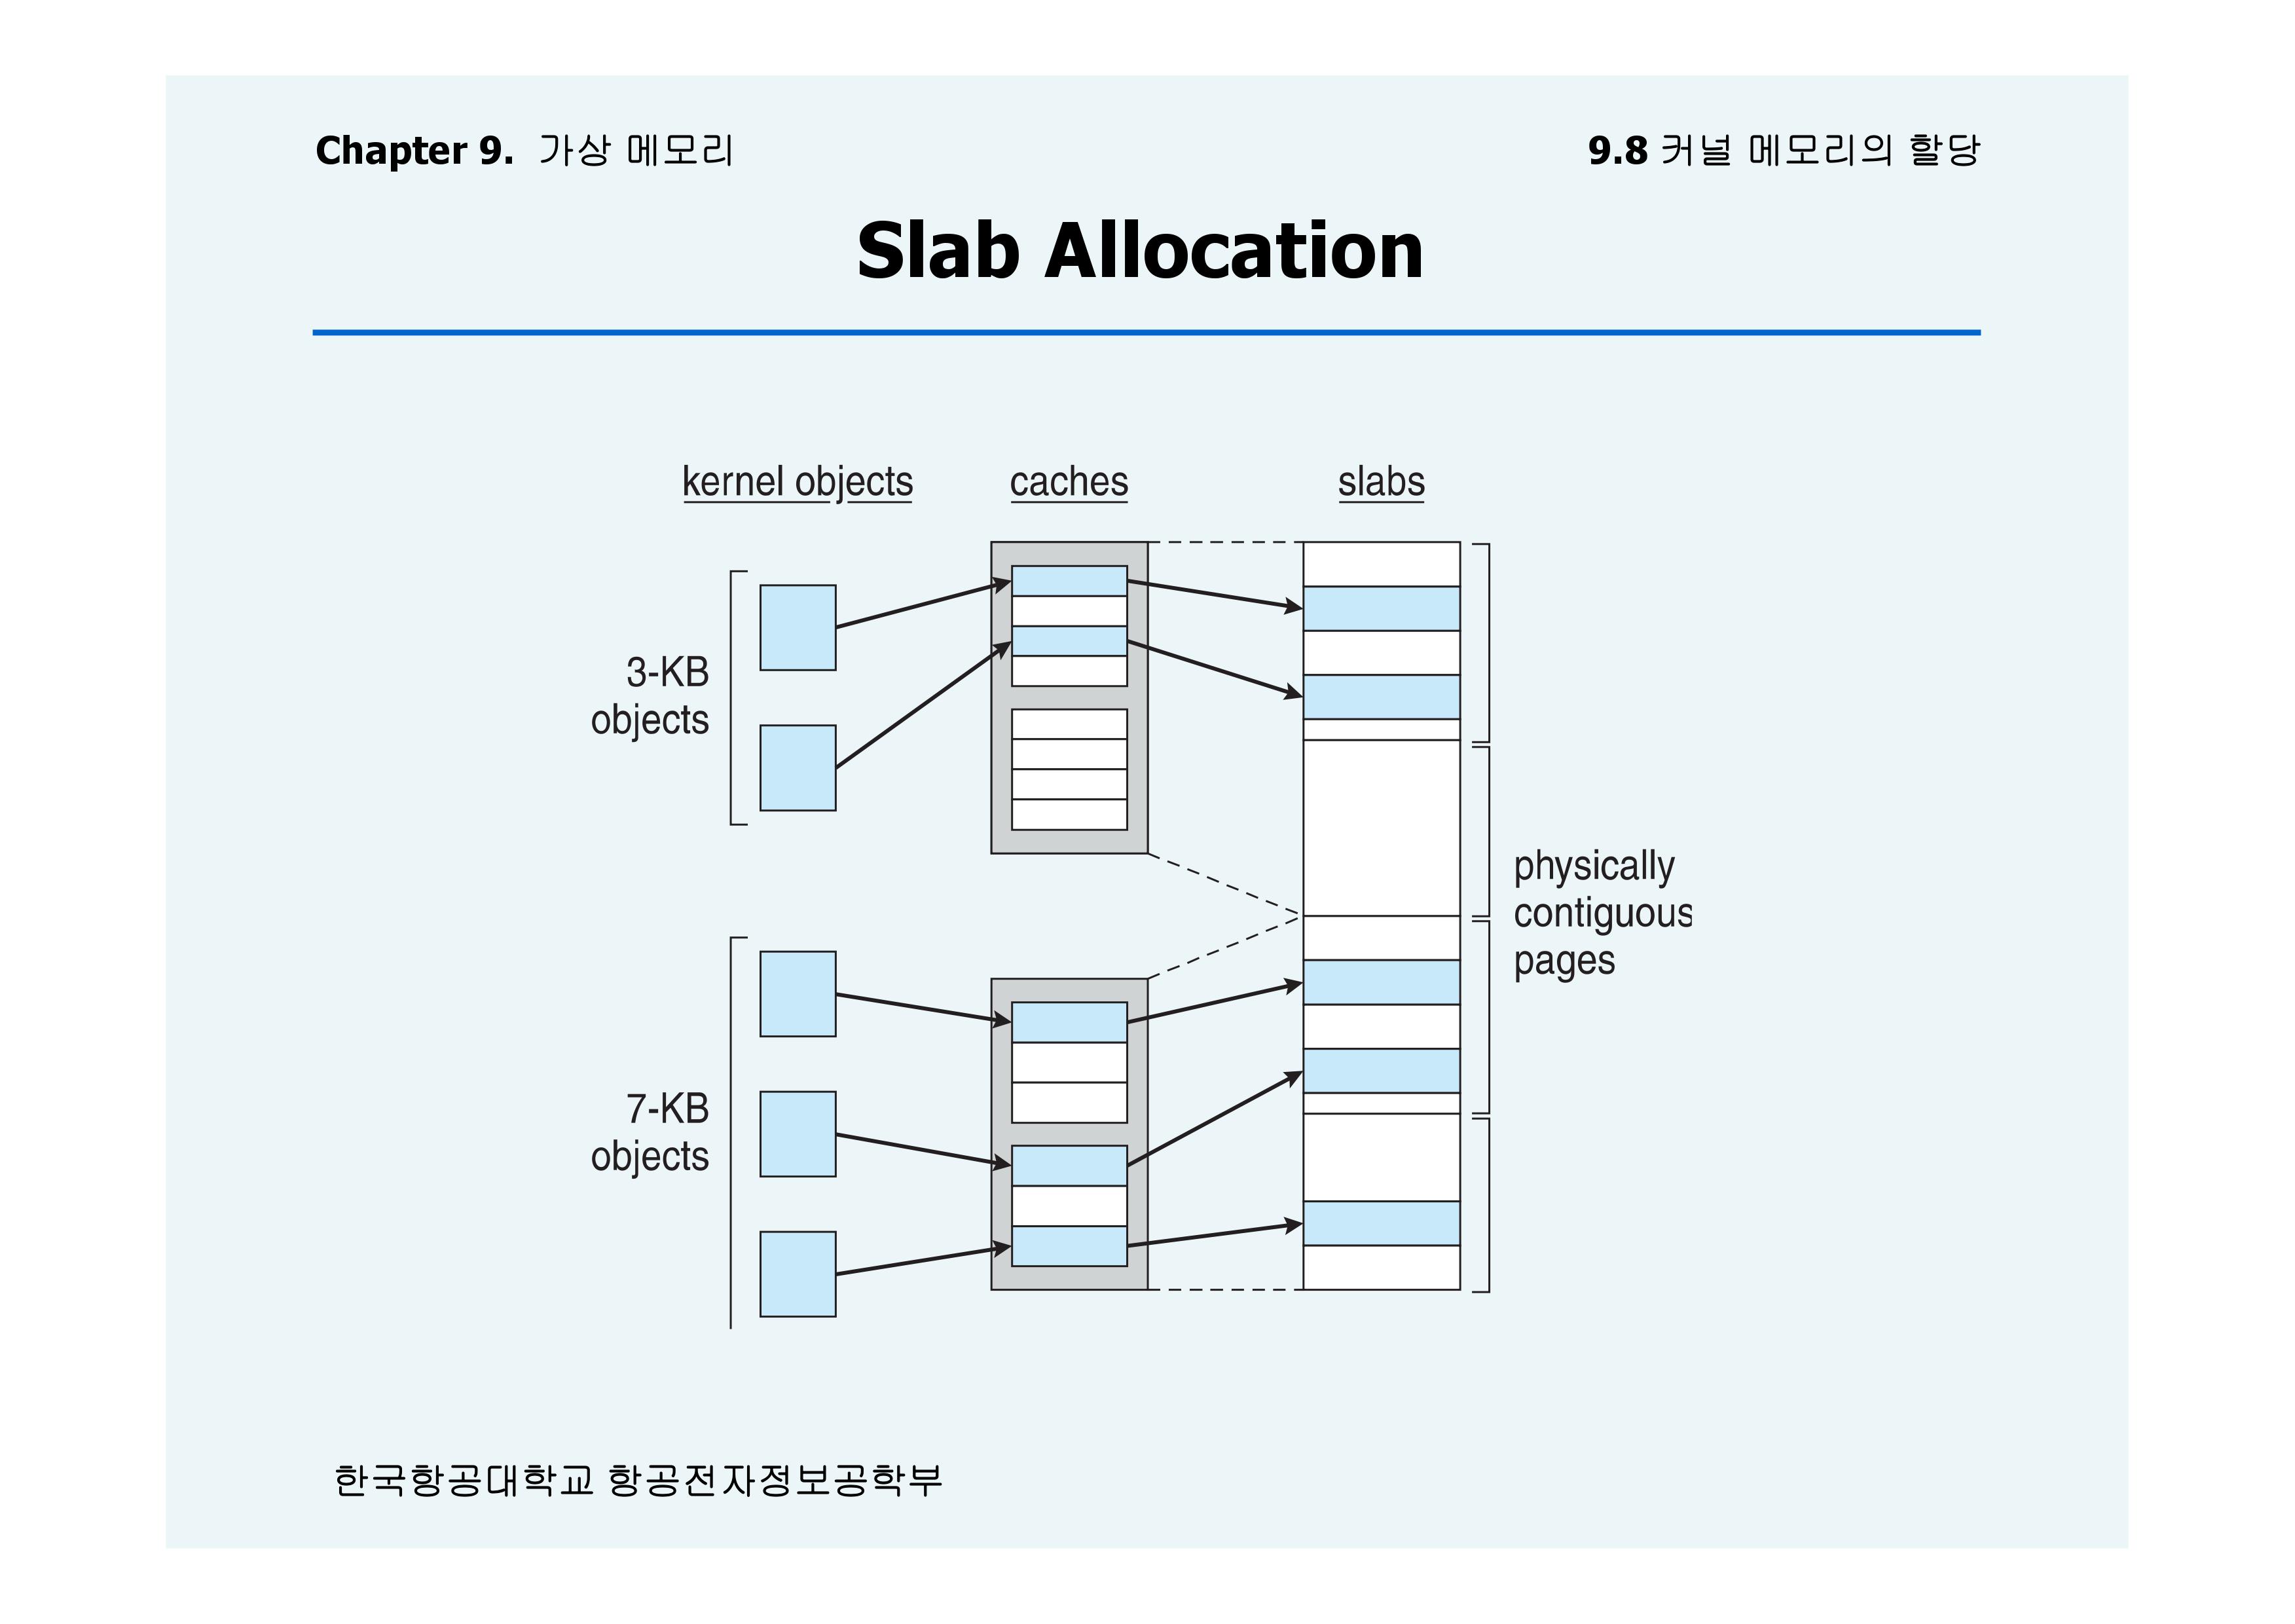 Chapter 9. 가상 메모리
9.8 커널 메모리의 할당
Slab Allocation
kernel objects
caches
slabs
3-KB
objects
7-KB
objects
physically
contiguous
pages
한국항공대학교 항공전자정보공학부